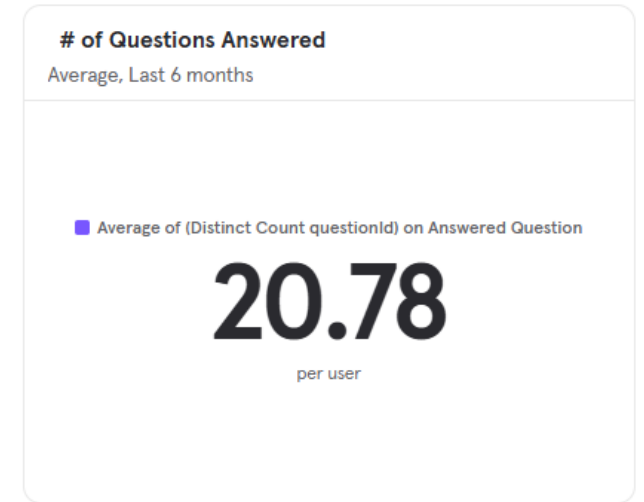 # of Questions Answered
Average, Last 6 months
Average of (Distinct Count questionId) on Answered Question
20.78
per user